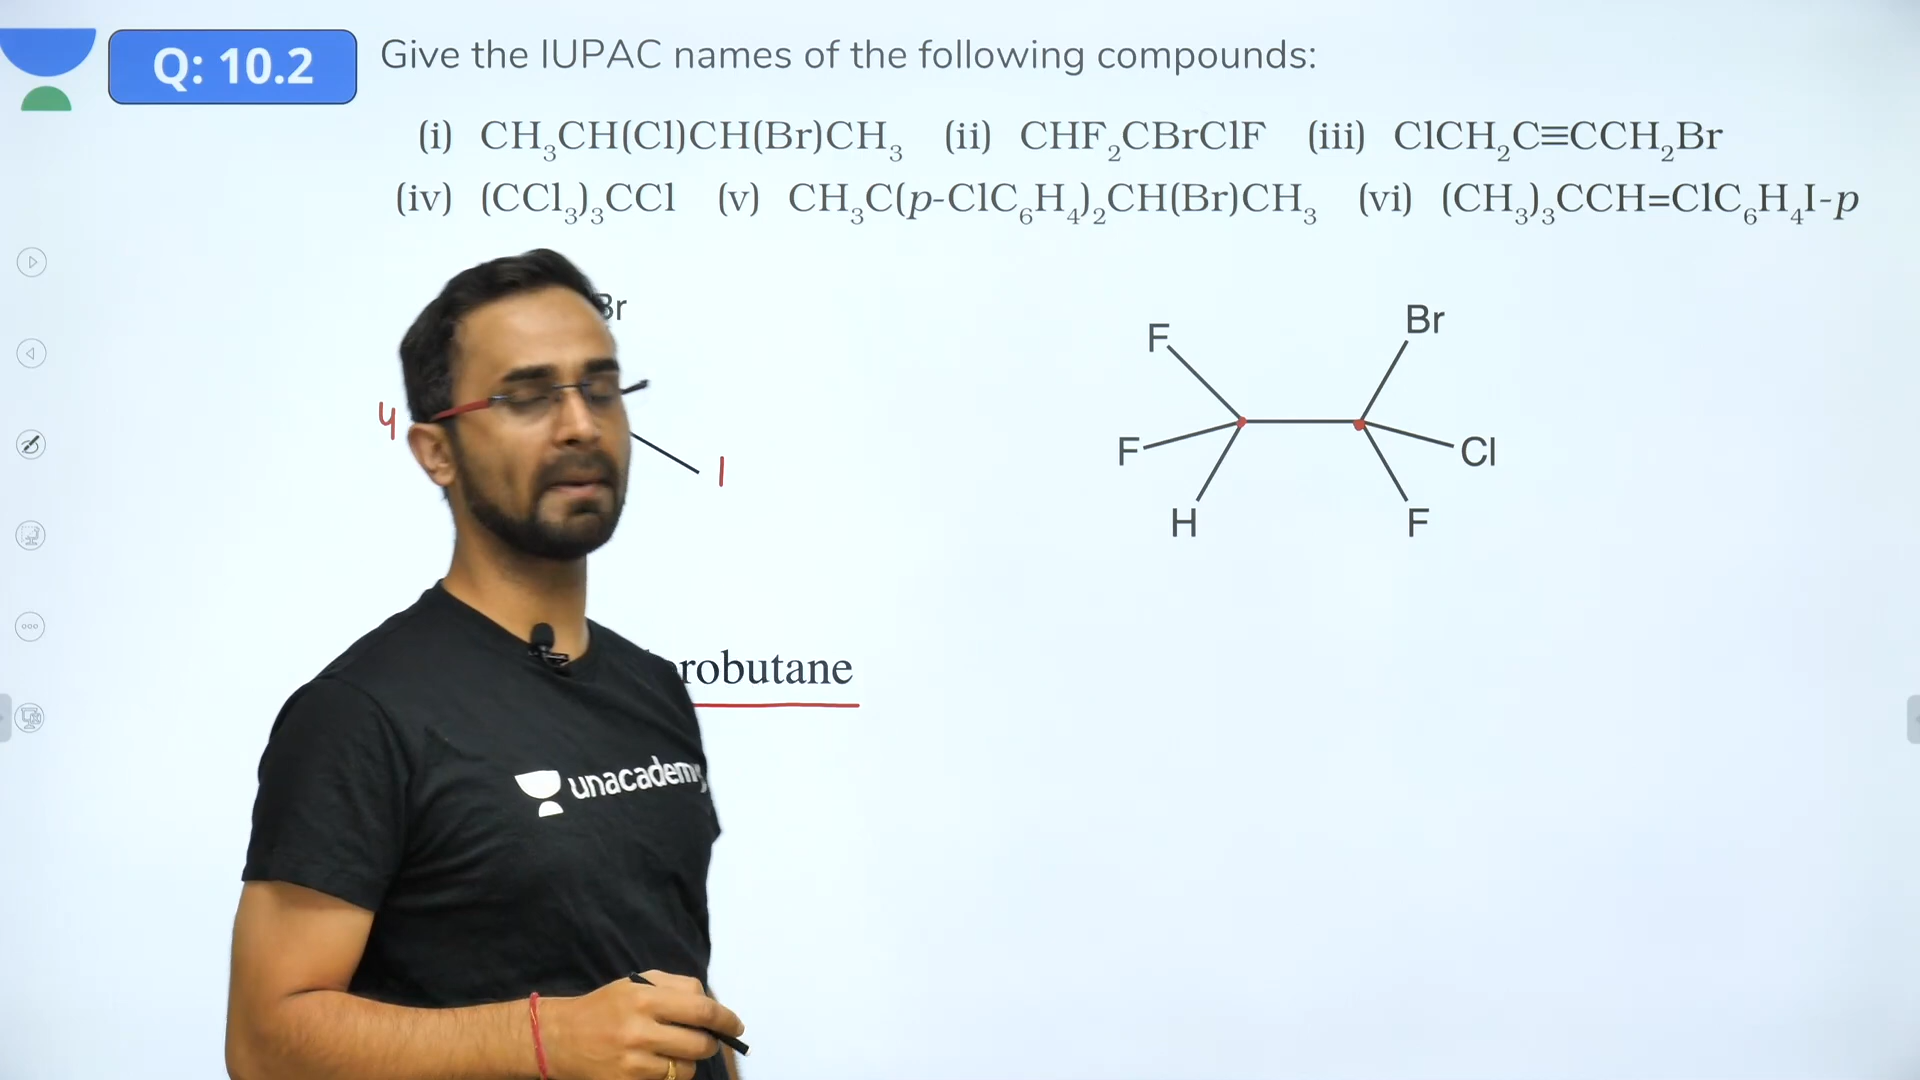 Q: 10.2
Give the IUPAC names of the following compounds:
(i) CH₃CH(Cl)CH(Br)CH₃ (ii) CHF₂CBrClF (iii) ClCH₂C≡CCH₂Br
(iv) (CCl₃)₃CCl (v) CH₃C(p-ClC₆H₄)₂CH(Br)CH₃ (vi) (CH₃)₃CCH=ClC₆H₄I-p
Br
4
1
F
Br
F
Cl
H
F
robutane
unacademy